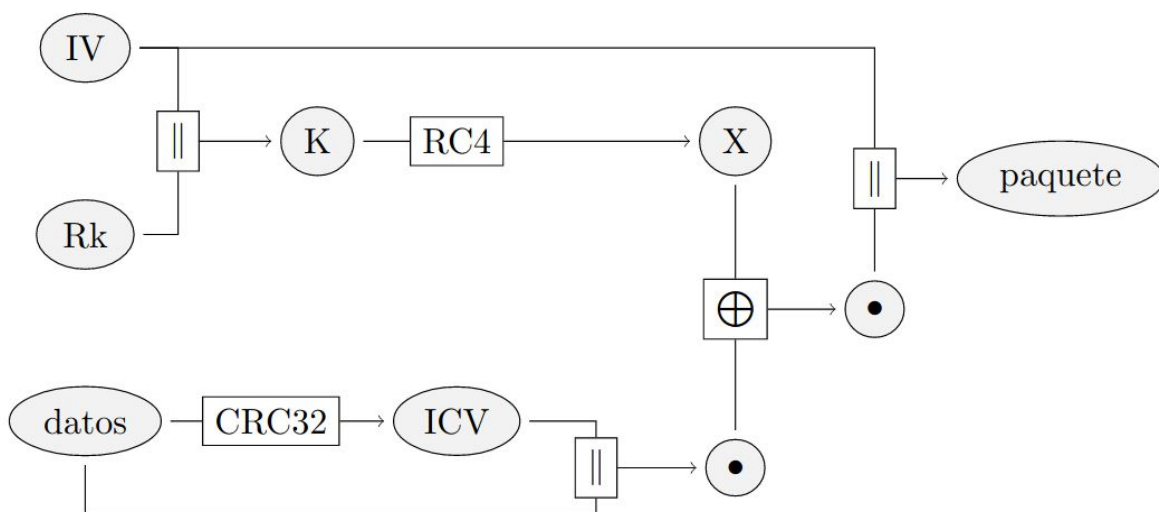 IV
||
K
RC4
X
||
paquete
Rk
⊕
•
datos
CRC32
ICV
||
•